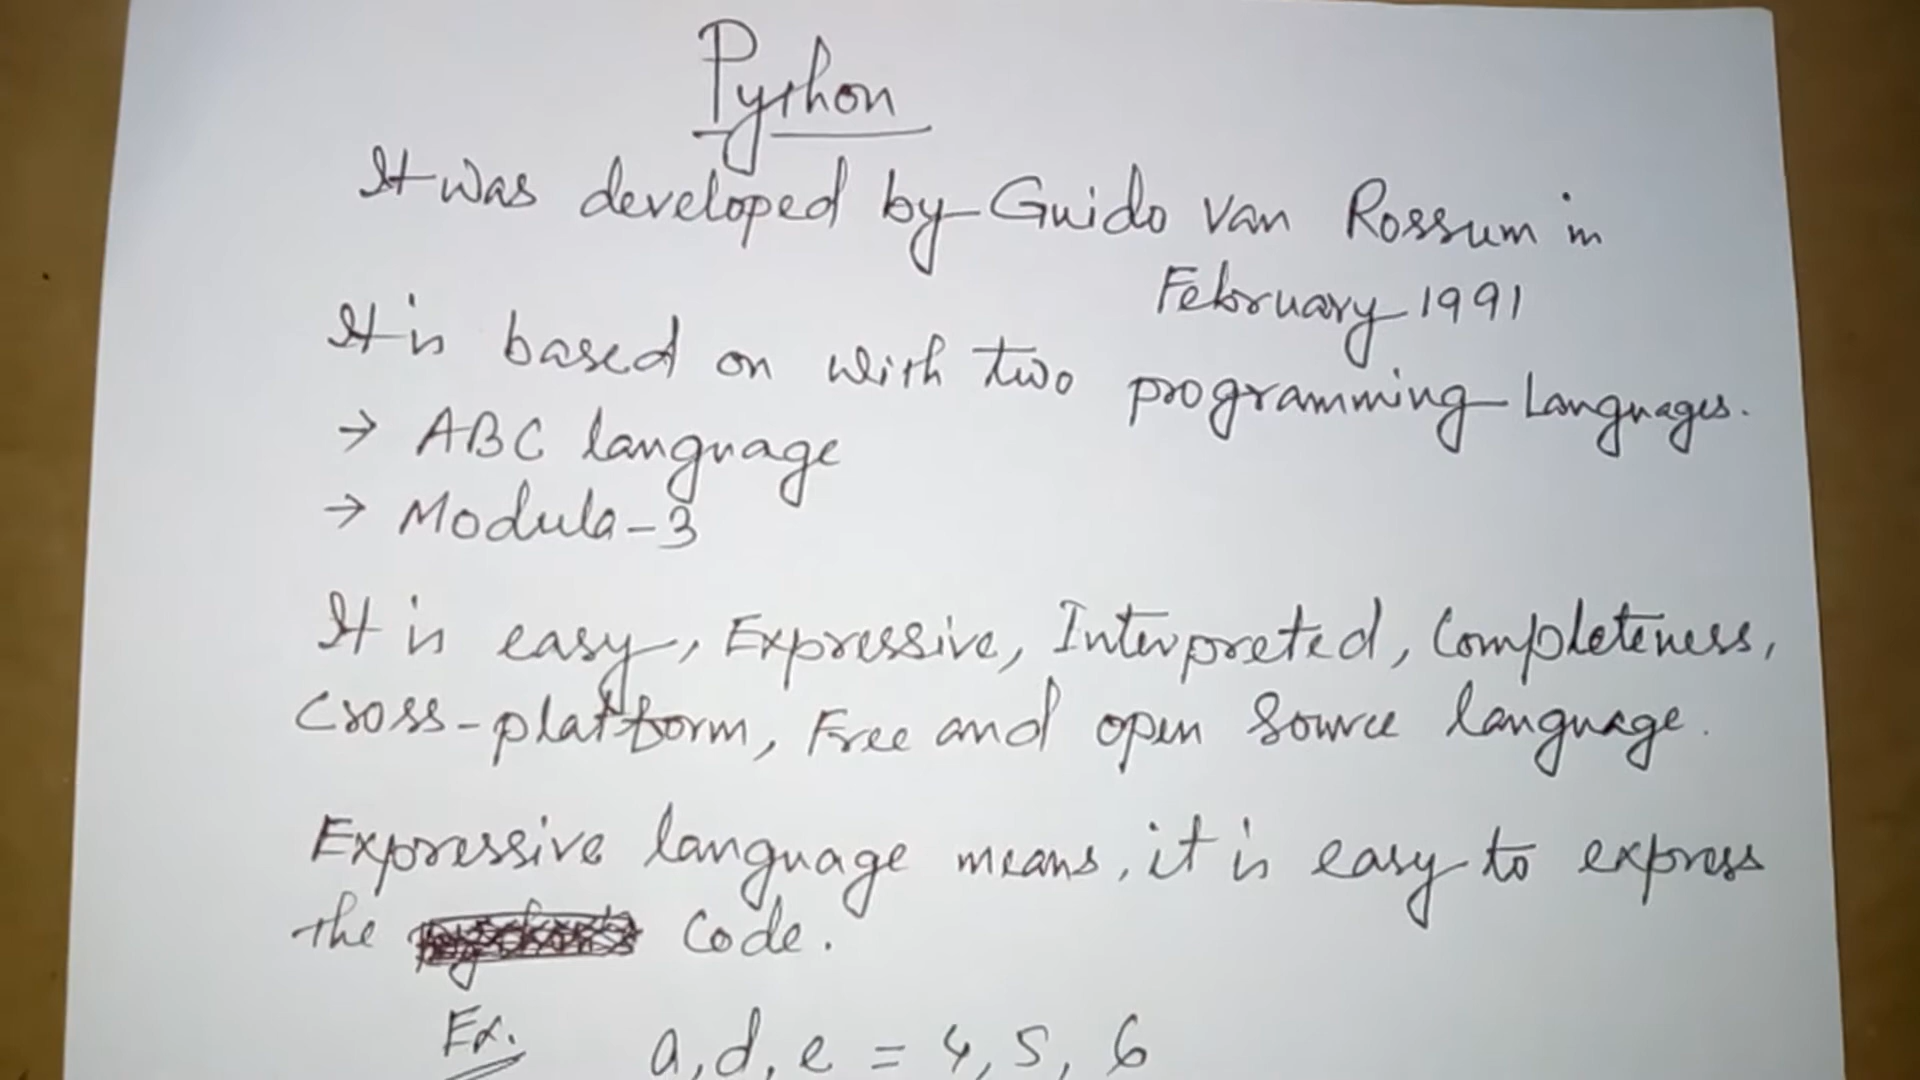 Python
It was developed by Guido van Rossum in
February 1991
It is based on with two programming Languages.
→ ABC language
→ Modula-3
It is easy, Expressive, Interpreted, Completeness,
Cross-platform, Free and open Source language.
Expressive language means, it is easy to express
the Code.
Ex. a, d, e = 4, 5, 6